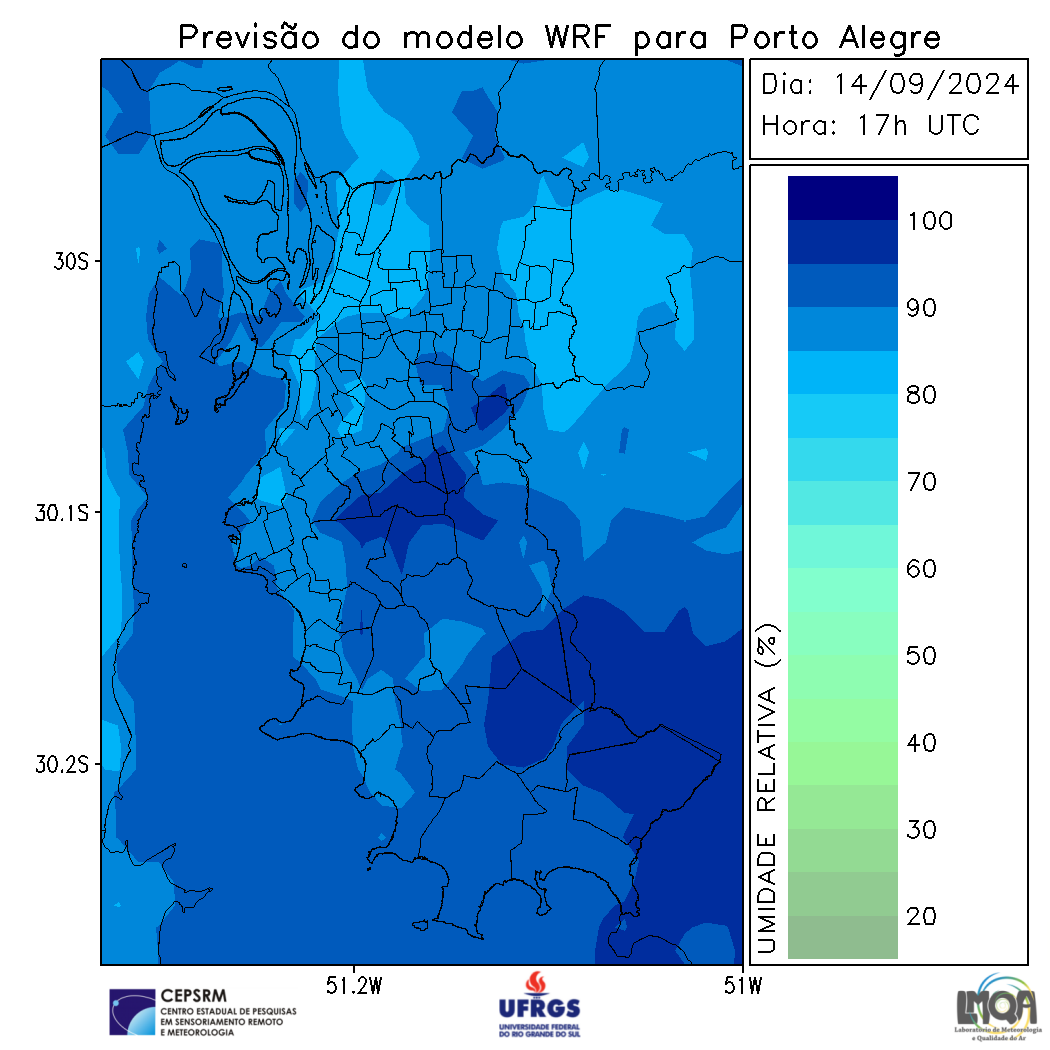 Previsão do modelo WRF para Porto Alegre
Dia: 14/09/2024
Hora: 17h UTC
30S
30.1S
30.2S
51.2W
51W
UMIDADE RELATIVA (%)
100
90
80
70
60
50
40
30
20
CEPSRM
CENTRO ESTADUAL DE PESQUISAS
EM SENSORIAMENTO REMOTO
E METEOROLOGIA
UFRGS
UNIVERSIDADE FEDERAL
DO RIO GRANDE DO SUL
LMQA
Laboratório de Meteorologia
e Qualidade do Ar